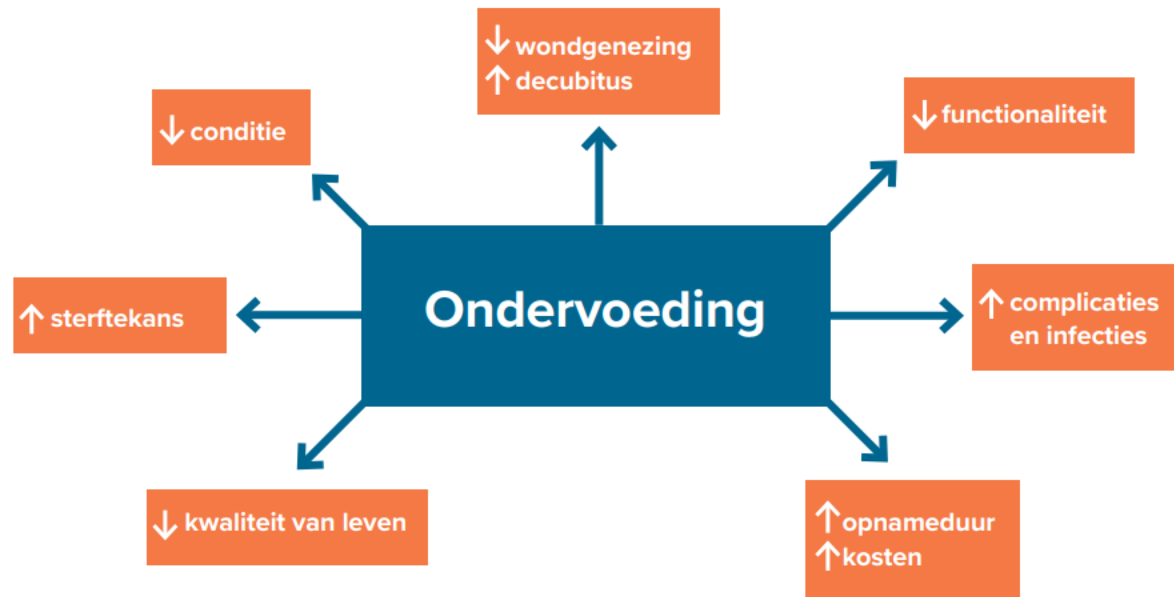 ↓ wondgenezing
↑ decubitus
↓ conditie
↓ functionaliteit
Ondervoeding
↑ sterftekans
↑ complicaties
en infecties
↓ kwaliteit van leven
↑ opnameduur
↑ kosten